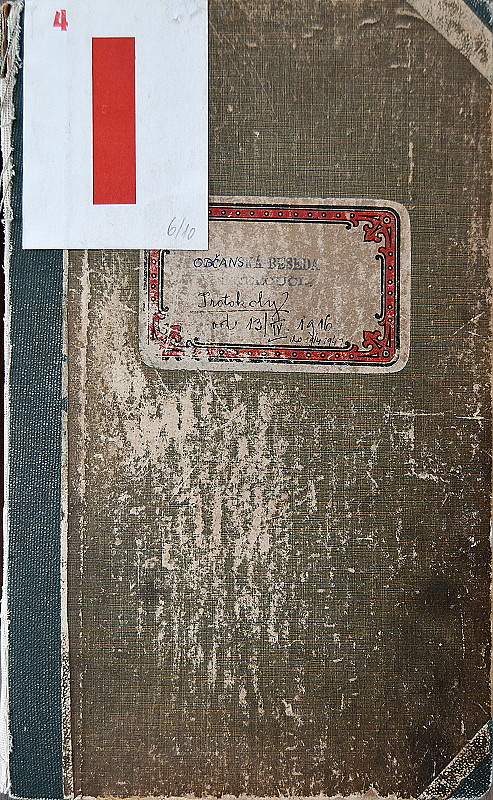 4
6/10
OBČANSKÁ BESEDA
Protokoly
od 13/IV 1916